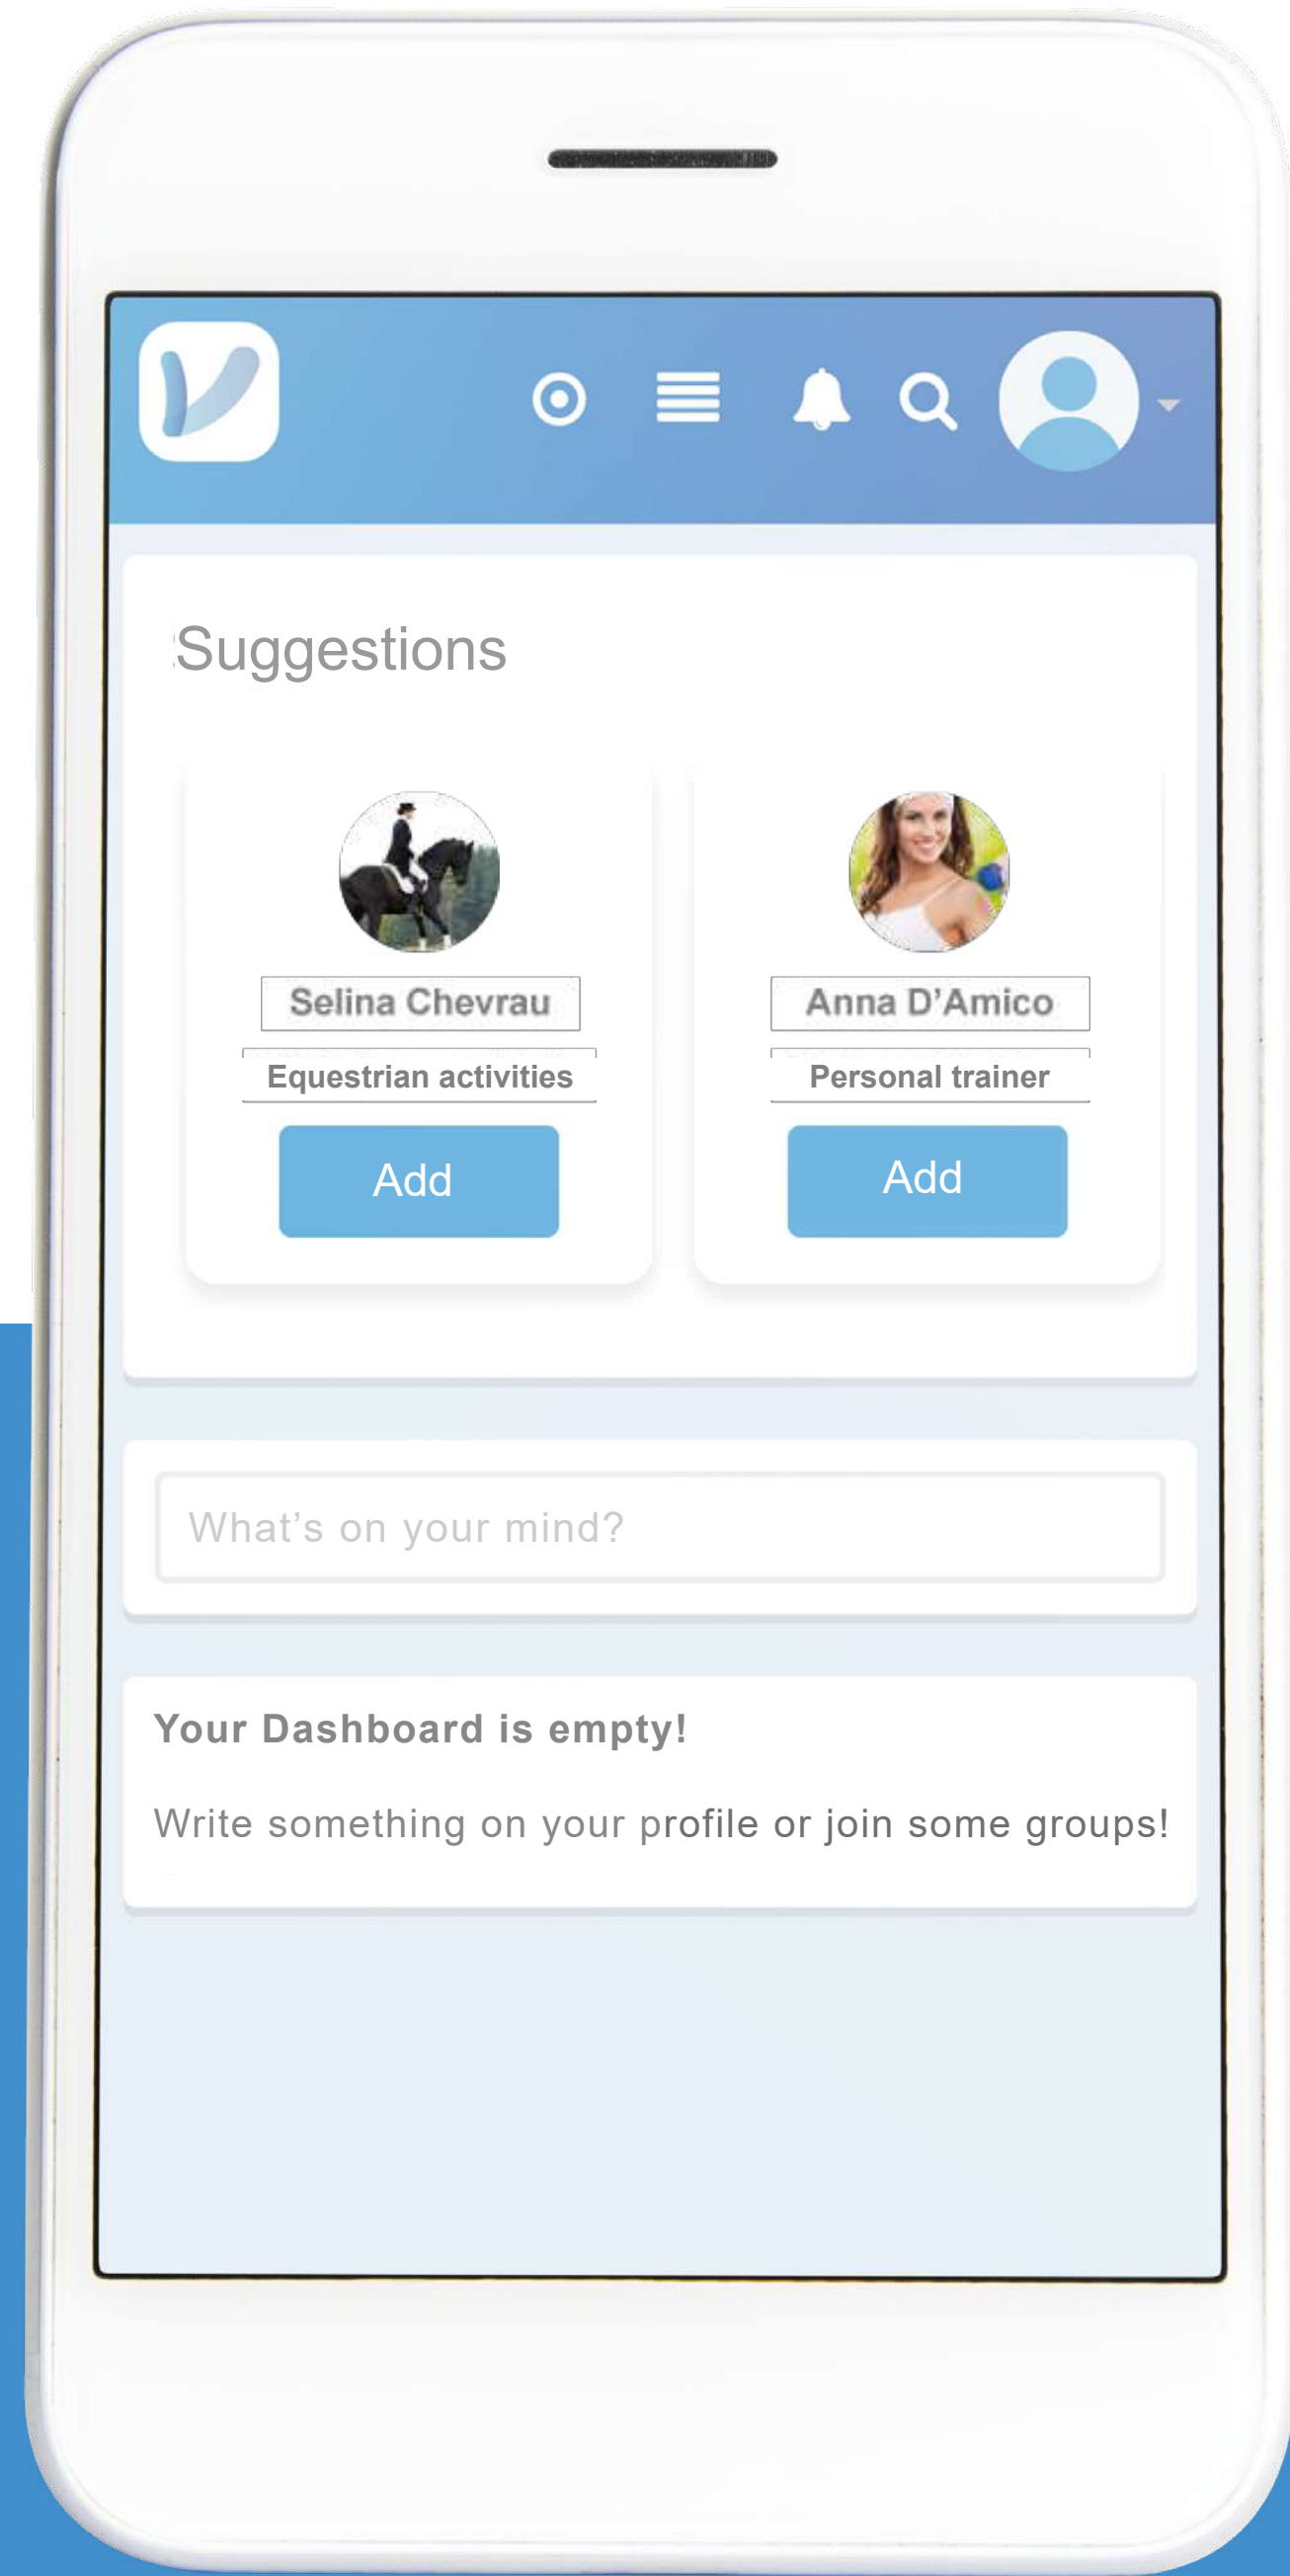 Suggestions
Selina Chevrau
Anna D’Amico
Equestrian activities
Personal trainer
Add
Add
What’s on your mind?
Your Dashboard is empty!
Write something on your profile or join some groups!